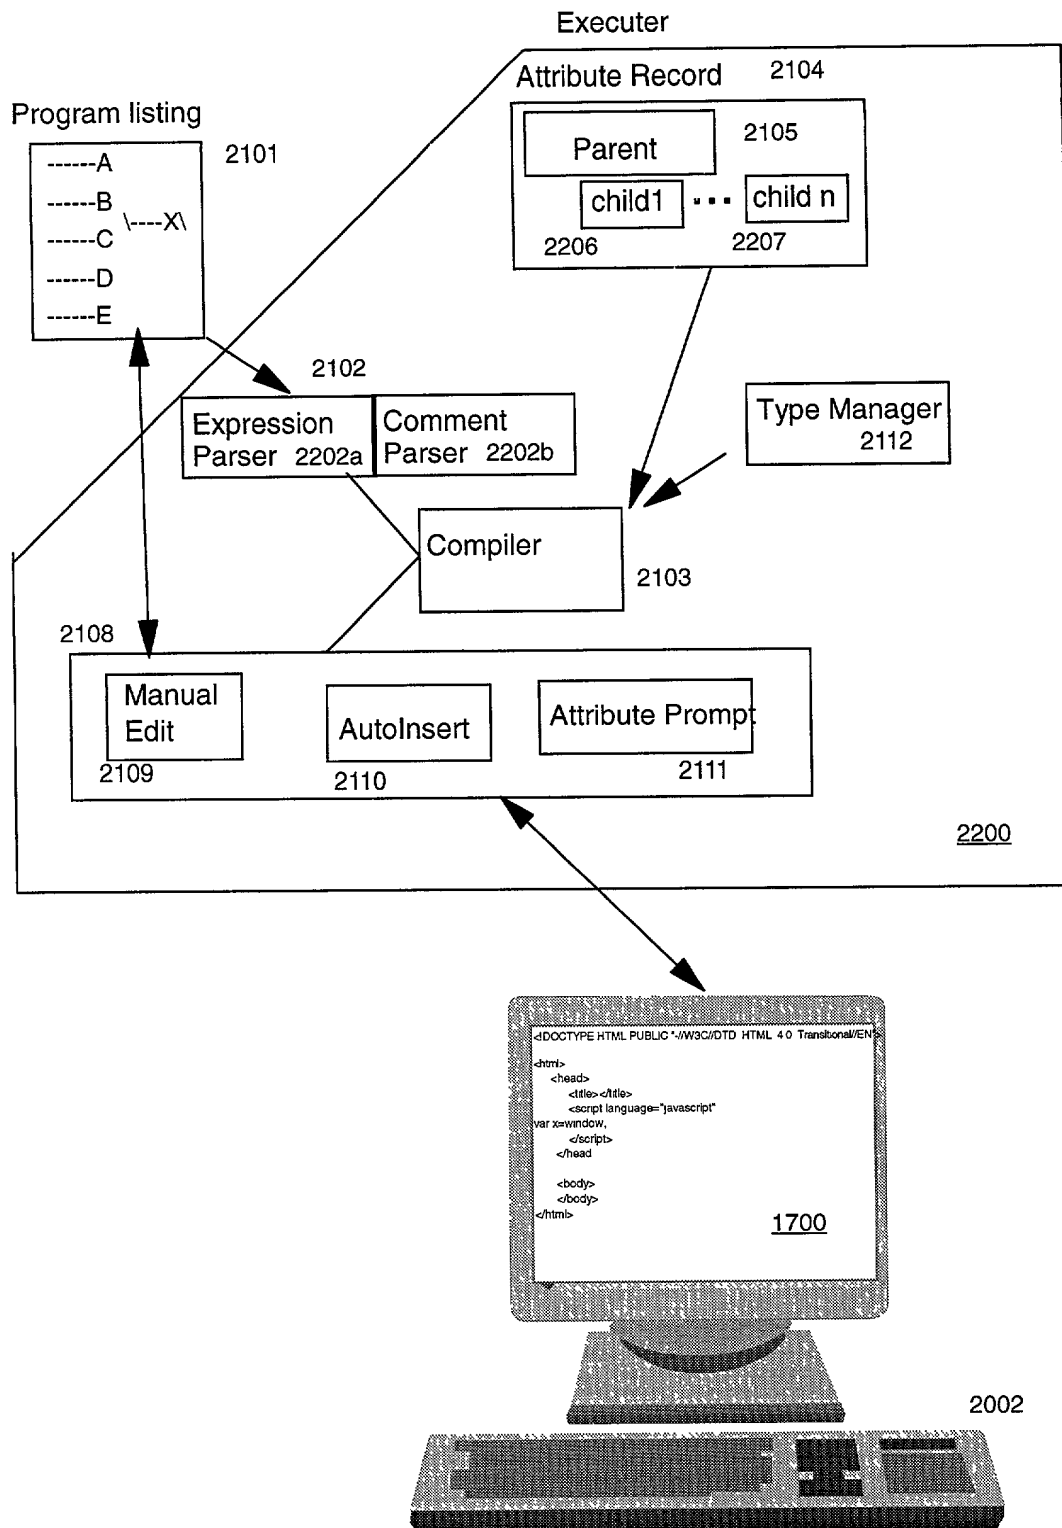 Executer
Attribute Record 2104
Program listing
2101
------A
------B
\----X\
------C
------D
------E
Parent
2105
child1 ... child n
2206
2207
2102
Expression
Parser 2202a
Comment
Parser 2202b
Type Manager
2112
Compiler
2103
2108
Manual
Edit
2109
AutoInsert
2110
Attribute Prompt
2111
2200
<!DOCTYPE HTML PUBLIC "-//W3C//DTD HTML 4 0 Transitional//EN">
<html>
<head>
<title></title>
<script language="javascript"
var x=window,
</script>
</head
<body>
</body>
</html>
1700
2002